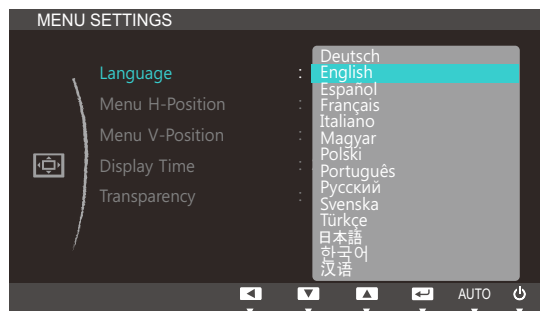 MENU SETTINGS
Language :
Menu H-Position :
Menu V-Position :
Display Time :
Transparency :
Deutsch
English
Español
Français
Italiano
Magyar
Polski
Português
Русский
Svenska
Türkçe
日本語
한국어
汉语
AUTO